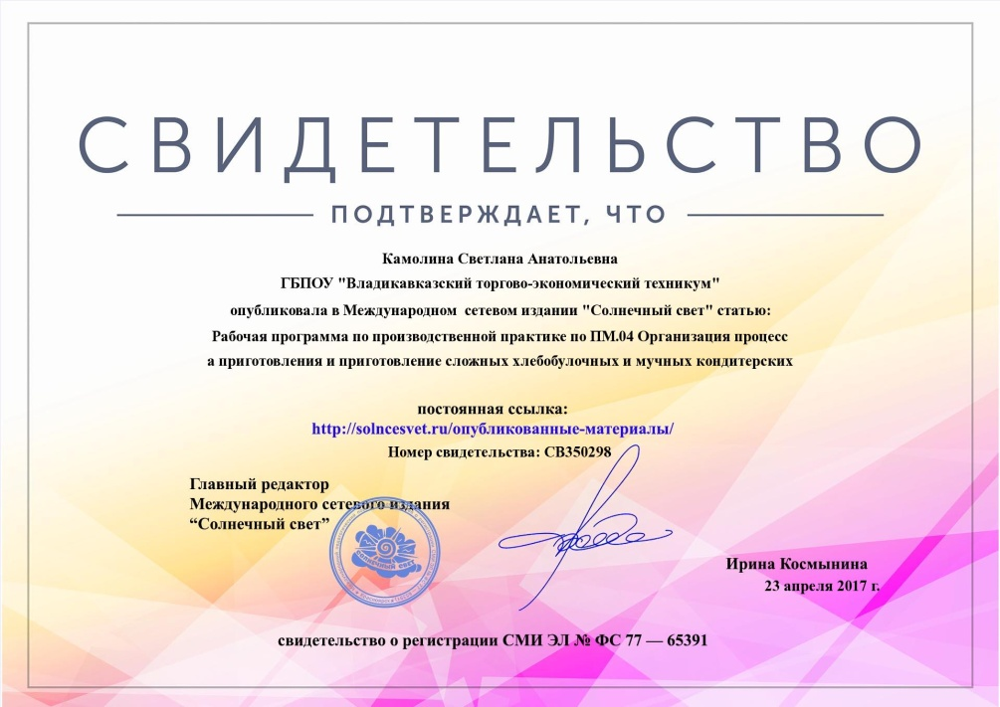 СВИДЕТЕЛЬСТВО
ПОДТВЕРЖДАЕТ, ЧТО
Камолина Светлана Анатольевна
ГБПОУ "Владикавказский торгово-экономический техникум"
опубликовала в Международном сетевом издании "Солнечный свет" статью:
Рабочая программа по производственной практике по ПМ.04 Организация процесс
а приготовления и приготовление сложных хлебобулочных и мучных кондитерских
постоянная ссылка:
http://solncesvet.ru/опубликованные-материалы/
Номер свидетельства: СВ350298
Главный редактор
Международного сетевого издания
“Солнечный свет”
СОЛНЕЧНЫЙ СВЕТ
Ирина Космынина
23 апреля 2017 г.
свидетельство о регистрации СМИ ЭЛ № ФС 77 — 65391